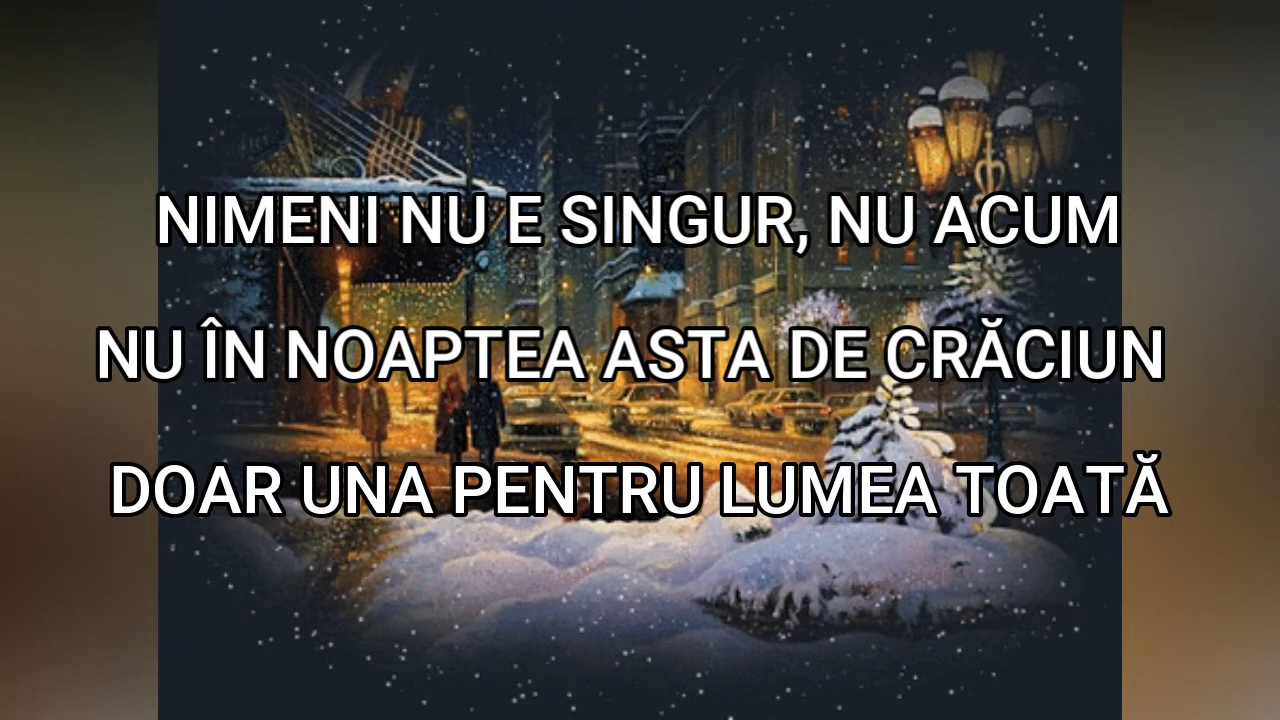 NIMENI NU E SINGUR, NU ACUM
NU ÎN NOAPTEA ASTA DE CRĂCIUN
DOAR UNA PENTRU LUMEA TOATĂ